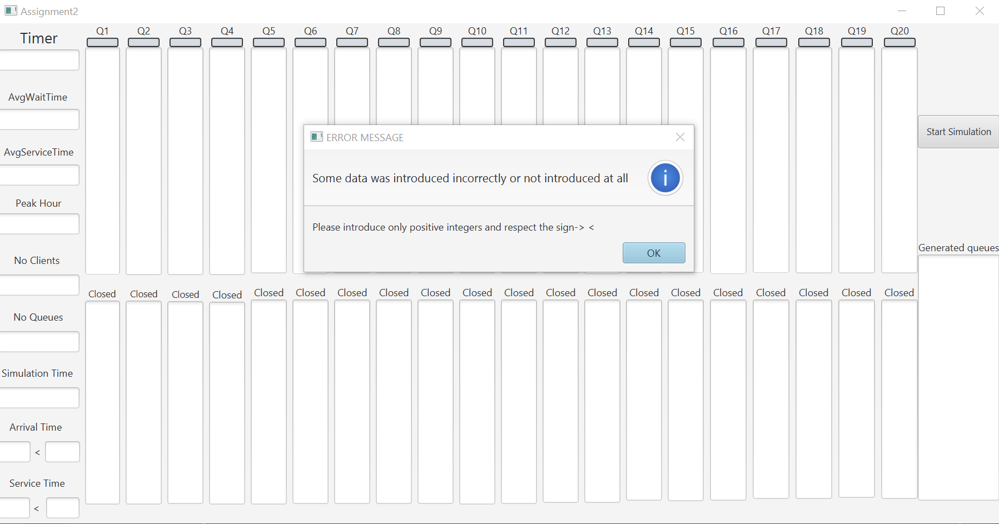 Assignment2
Timer
Q1 Q2 Q3 Q4 Q5 Q6 Q7 Q8 Q9 Q10 Q11 Q12 Q13 Q14 Q15 Q16 Q17 Q18 Q19 Q20
AvgWaitTime
AvgServiceTime
Peak Hour
No Clients
No Queues
Simulation Time
Arrival Time
<
Service Time
<
ERROR MESSAGE
Some data was introduced incorrectly or not introduced at all
i
Please introduce only positive integers and respect the sign-> <
OK
Closed Closed Closed Closed Closed Closed Closed Closed Closed Closed Closed Closed Closed Closed Closed Closed Closed Closed Closed Closed
Start Simulation
Generated queues